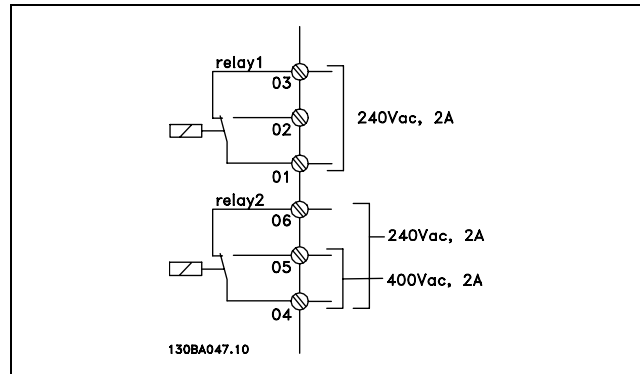 relay1
03
240Vac, 2A
02
01
relay2
06
240Vac, 2A
05
400Vac, 2A
04
130BA047.10